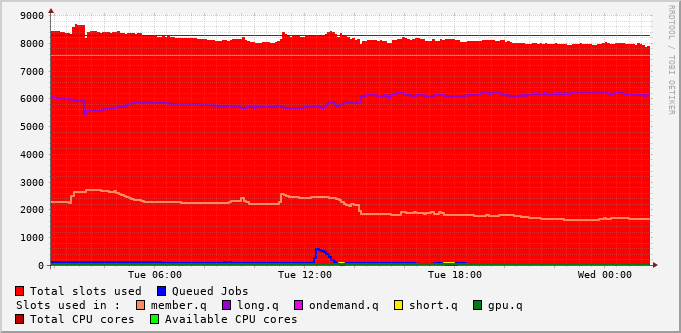 9000
8000
7000
6000
5000
4000
3000
2000
1000
0
Tue 06:00 Tue 12:00 Tue 18:00 Wed 00:00
Total slots used Queued Jobs
Slots used in : member.q long.q ondemand.q short.q gpu.q
Total CPU cores Available CPU cores
RRDTOOL / TOBI OETIKER